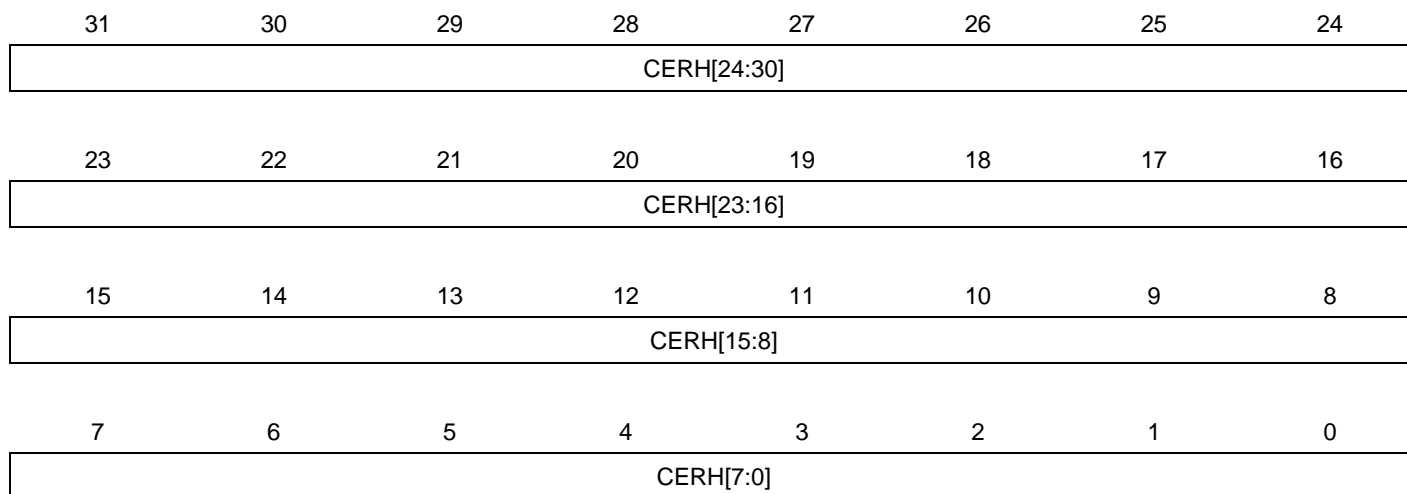 31 30 29 28 27 26 25 24
CERH[24:30]
23 22 21 20 19 18 17 16
CERH[23:16]
15 14 13 12 11 10 9 8
CERH[15:8]
7 6 5 4 3 2 1 0
CERH[7:0]